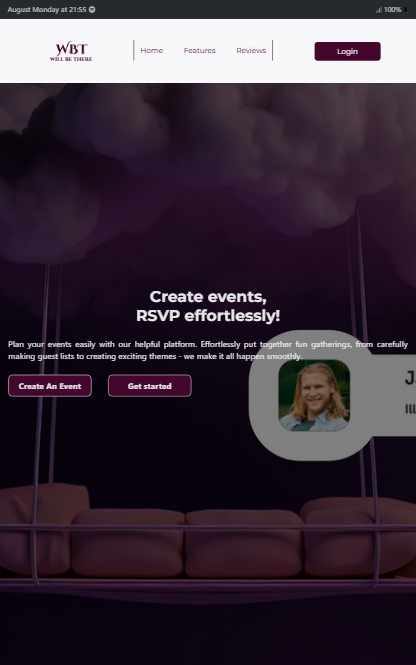 August Monday at 21:55
100%
WBT
WILL BE THERE
Home
Features
Reviews
Login
Create events,
RSVP effortlessly!
Plan your events easily with our helpful platform. Effortlessly put together fun gatherings, from carefully
making guest lists to creating exciting themes - we make it all happen smoothly.
Create An Event
Get started